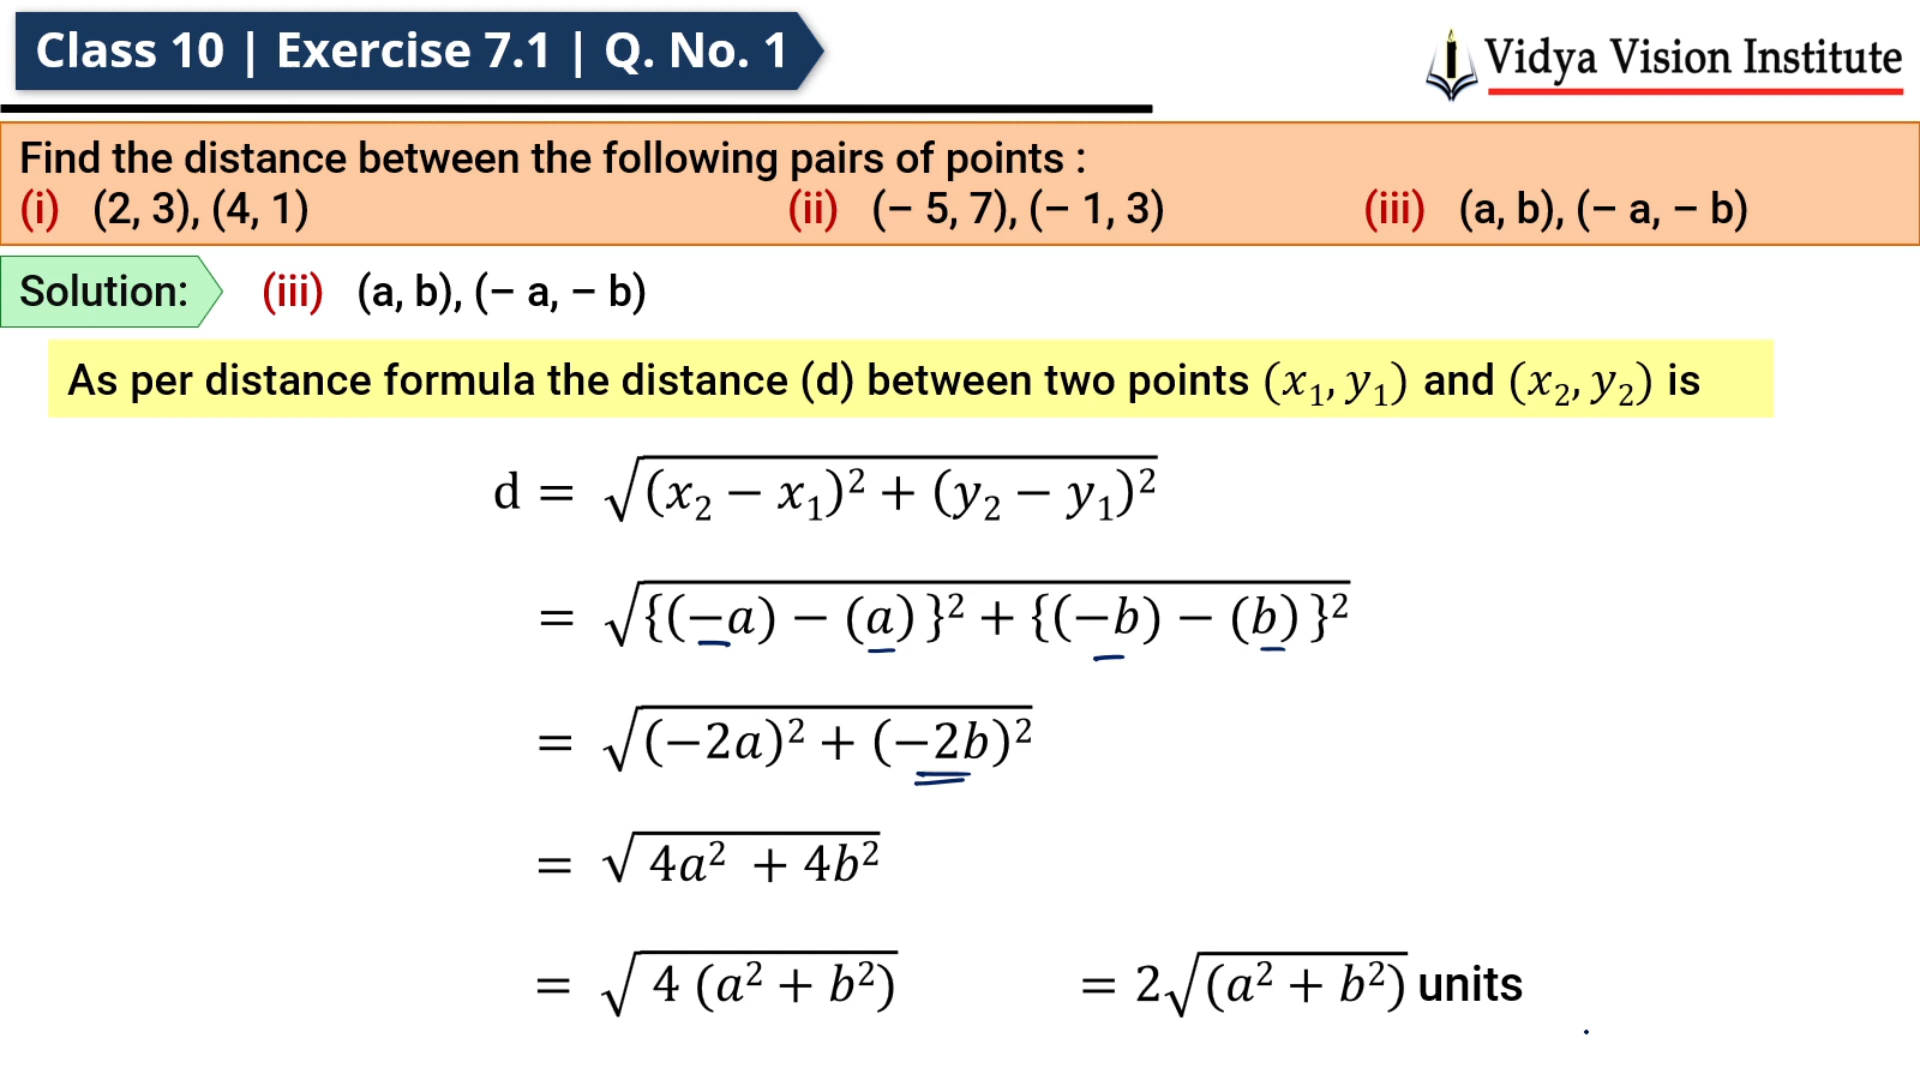 Class 10 | Exercise 7.1 | Q. No. 1
Vidya Vision Institute
Find the distance between the following pairs of points :
(i) (2, 3), (4, 1) (ii) (– 5, 7), (– 1, 3) (iii) (a, b), (– a, – b)
Solution: (iii) (a, b), (– a, – b)
As per distance formula the distance (d) between two points (x₁, y₁) and (x₂, y₂) is
d = √((x₂ − x₁)² + (y₂ − y₁)²)
= √({(−a) − (a) }² + {(−b) − (b) }²)
= √((−2a)² + (−2b)²)
= √(4a² + 4b²)
= √(4 (a² + b²)) = 2√(a² + b²) units